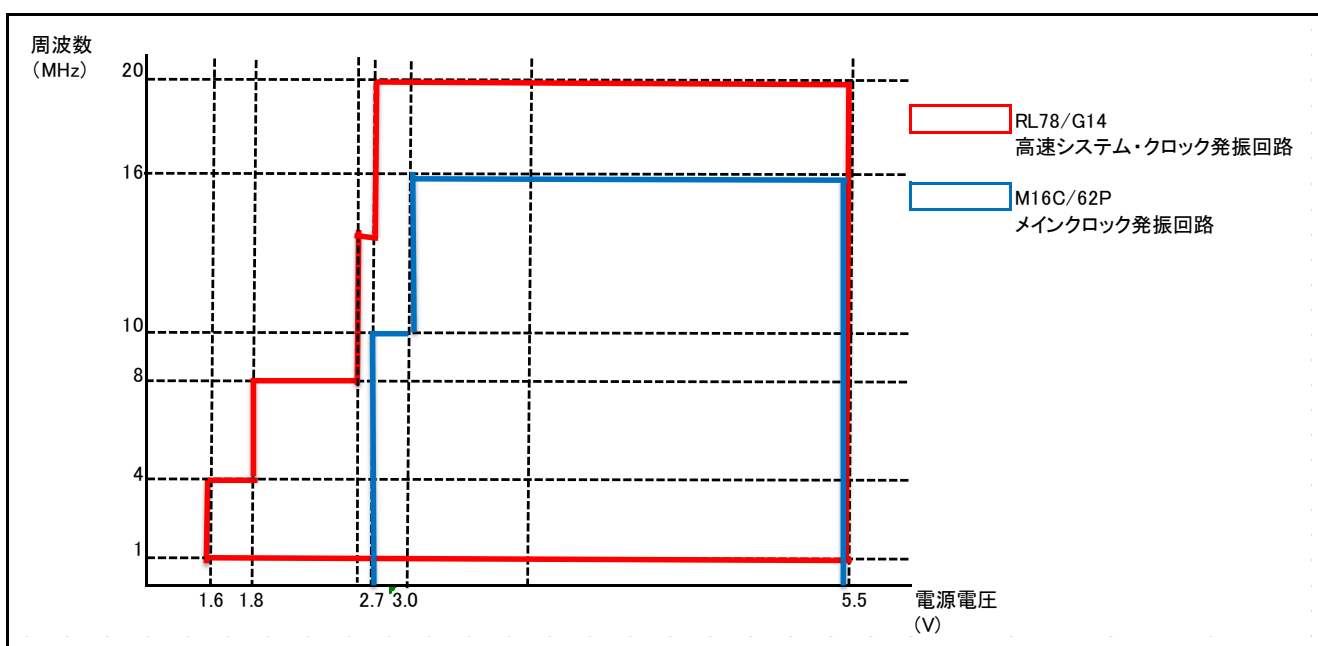 周波数
(MHz)
20
16
10
8
4
1
1.6 1.8 2.7 3.0 5.5
電源電圧
(V)
RL78/G14
高速システム・クロック発振回路
M16C/62P
メインクロック発振回路